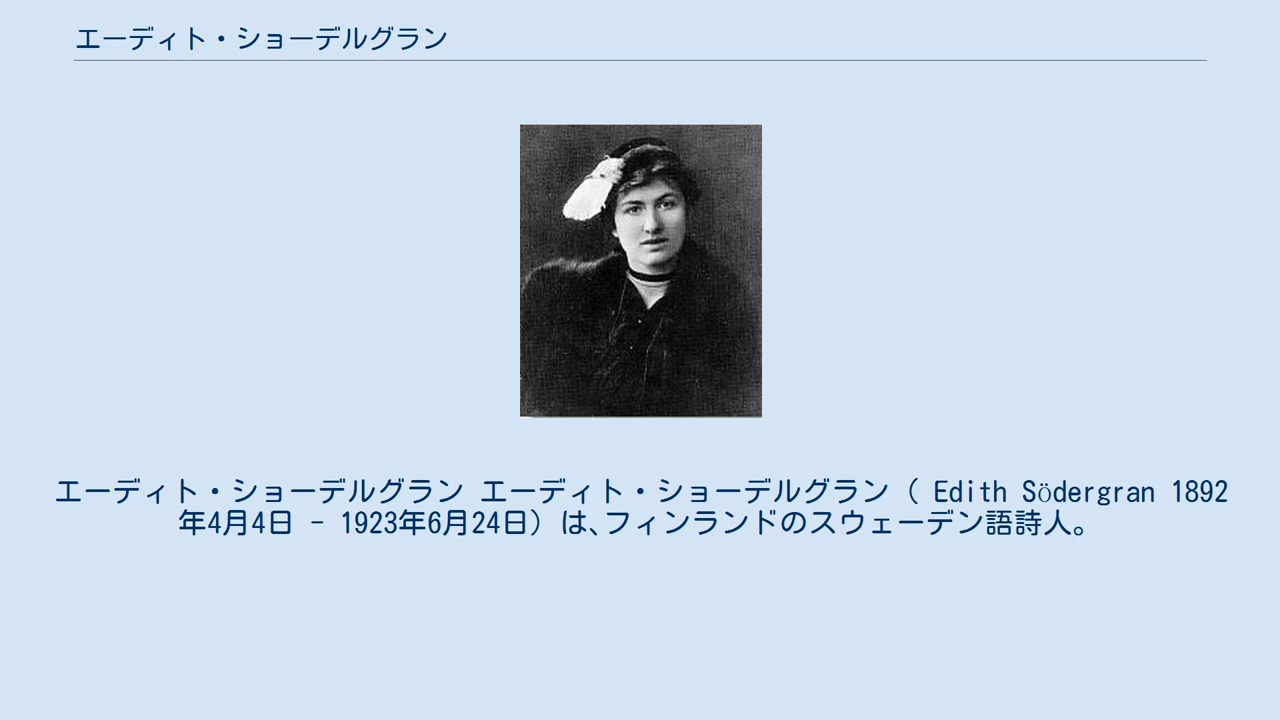 エーディト・ショーデルグラン
エーディト・ショーデルグラン エーディト・ショーデルグラン（ Edith Södergran 1892
年4月4日 - 1923年6月24日）は、フィンランドのスウェーデン語詩人。